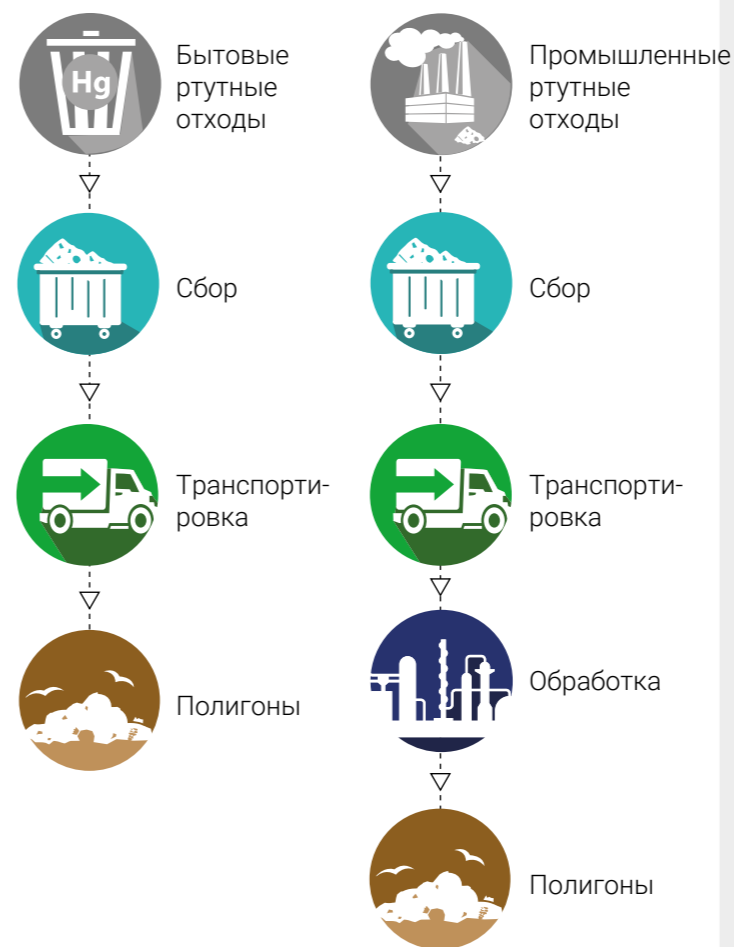 Hg
Бытовые
ртутные
отходы
Сбор
Транспорти-
ровка
Полигоны
Промышленные
ртутные
отходы
Сбор
Транспорти-
ровка
Обработка
Полигоны